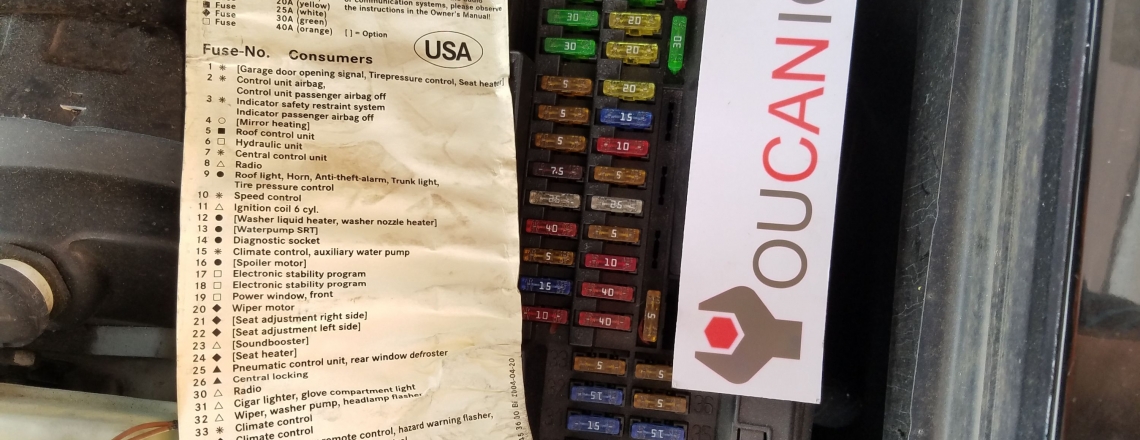 20A (yellow)
Fuse 25A (white)
Fuse 30A (green)
40A (orange)
communication systems, please observe
the instructions in the Owner's Manual!
[ ] = Option
Fuse-No. Consumers
USA
1 ✳ [Garage door opening signal, Tirepressure control, Seat heater]
2 ✳ Control unit airbag,
Control unit passenger airbag off
3 ✳ Indicator safety restraint system
Indicator passenger airbag off
4 ○ [Mirror heating]
5 ■ Roof control unit
6 □ Hydraulic unit
7 ✳ Central control unit
8 △ Radio
9 ● Roof light, Horn, Anti-theft-alarm, Trunk light,
Tire pressure control
10 ✳ Speed control
11 △ Ignition coil 6 cyl.
12 ● [Washer liquid heater, washer nozzle heater]
13 ● [Waterpump SRT]
14 ● Diagnostic socket
15 ✳ Climate control, auxiliary water pump
16 ● [Spoiler motor]
17 □ Electronic stability program
18 □ Electronic stability program
19 □ Power window, front
20 ◆ Wiper motor
21 ◆ [Seat adjustment right side]
22 ◆ [Seat adjustment left side]
23 △ [Soundbooster]
24 ◆ [Seat heater]
25 ▲ Pneumatic control unit, rear window defroster
26 ▲ Central locking
30 △ Radio
31 △ Cigar lighter, glove compartment light
32 △ Wiper, washer pump, headlamp flasher
33 ✳ Climate control
Climate control
remote control, hazard warning flasher,
30 20
30 20
30
5 20
5 15
5 10
7.5 5
25 25
40 5
5 10
15 40
10 40
5
5 5
15 5
15 15
YOUCANIC